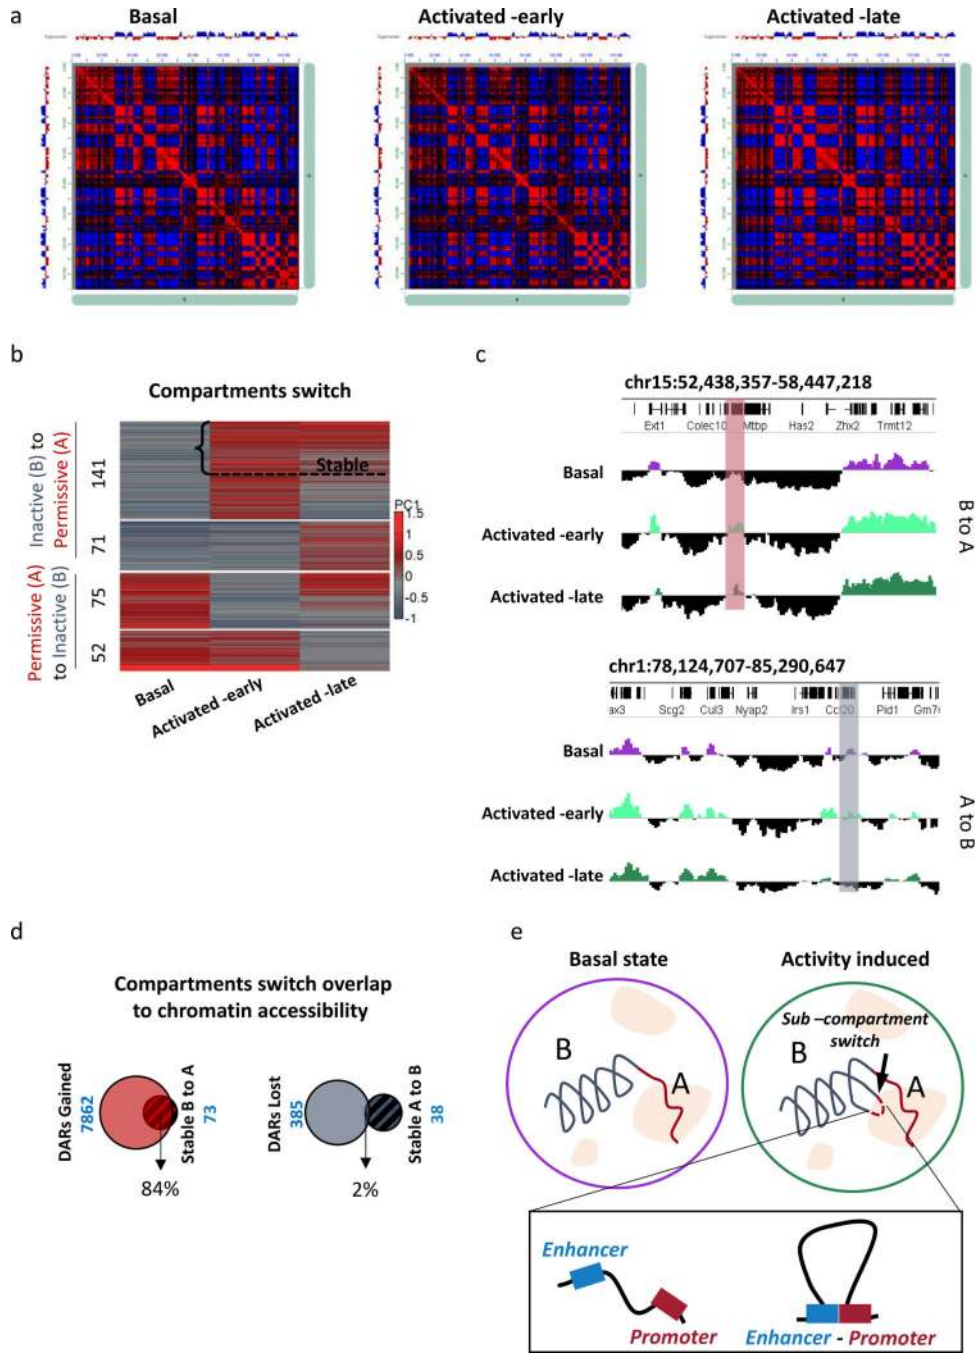 a
Basal
Activated -early
Activated -late
b
Compartments switch
Inactive (B) to
Permissive (A)
141
71
Permissive (A)
to Inactive (B)
75
52
Stable
PC1
1.5
1
0.5
0
-0.5
-1
Basal
Activated -early
Activated -late
c
chr15:52,438,357-58,447,218
Ext1 Colec10 Mtbp Has2 Zhx2 Trmt12
Basal
Activated -early
Activated -late
B to A
chr1:78,124,707-85,290,647
ax3 Scg2 Cul3 Nyap2 Irs1 Ccl20 Pid1
Basal
Activated -early
Activated -late
A to B
d
Compartments switch overlap
to chromatin accessibility
DARs Gained
7862
Stable B to A
73
84%
DARs Lost
385
Stable A to B
38
2%
e
Basal state
B
A
Activity induced
Sub -compartment
switch
B
A
Enhancer
Promoter
Enhancer - Promoter